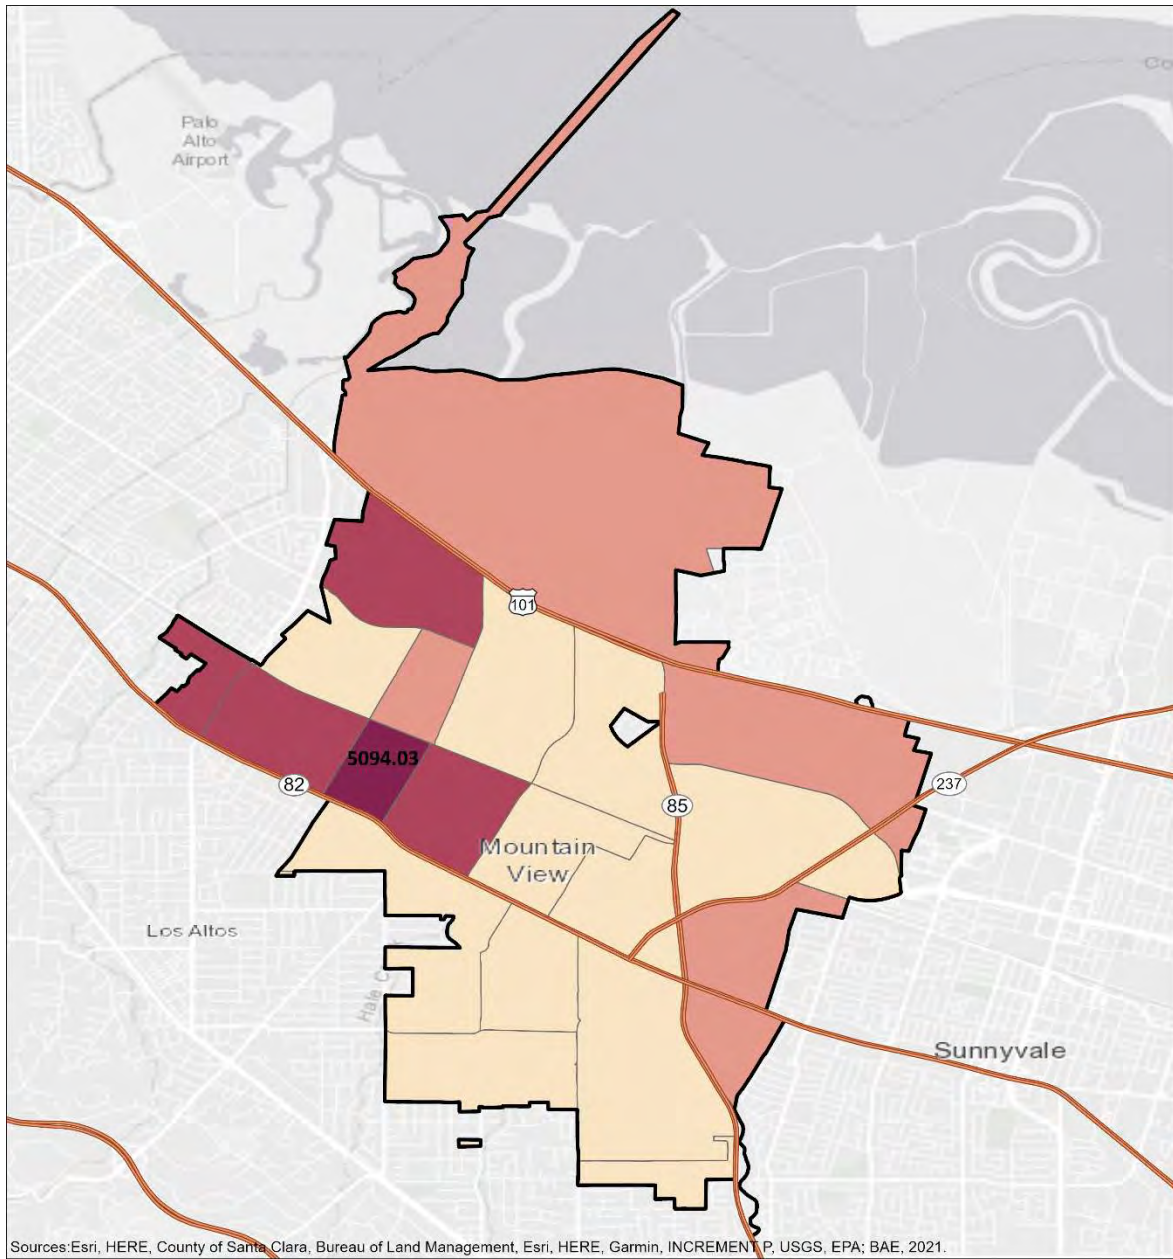 Co
Palo
Alto
Airport
101
5094.03
82
237
85
Mountain
View
Los Altos
Hale C
Sunnyvale
Sources:Esri, HERE, County of Santa Clara, Bureau of Land Management, Esri, HERE, Garmin, INCREMENT P, USGS, EPA; BAE, 2021.